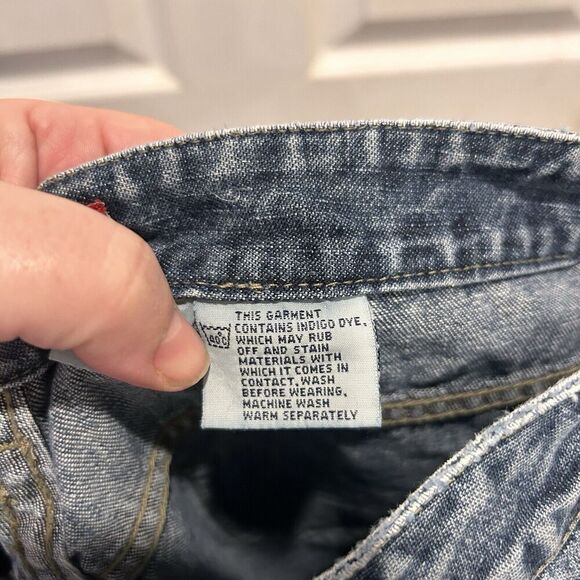 THIS GARMENT
CONTAINS INDIGO DYE,
40°C
WHICH MAY RUB
OFF AND STAIN
MATERIALS WITH
WHICH IT COMES IN
CONTACT. WASH
BEFORE WEARING.
MACHINE WASH
WARM SEPARATELY